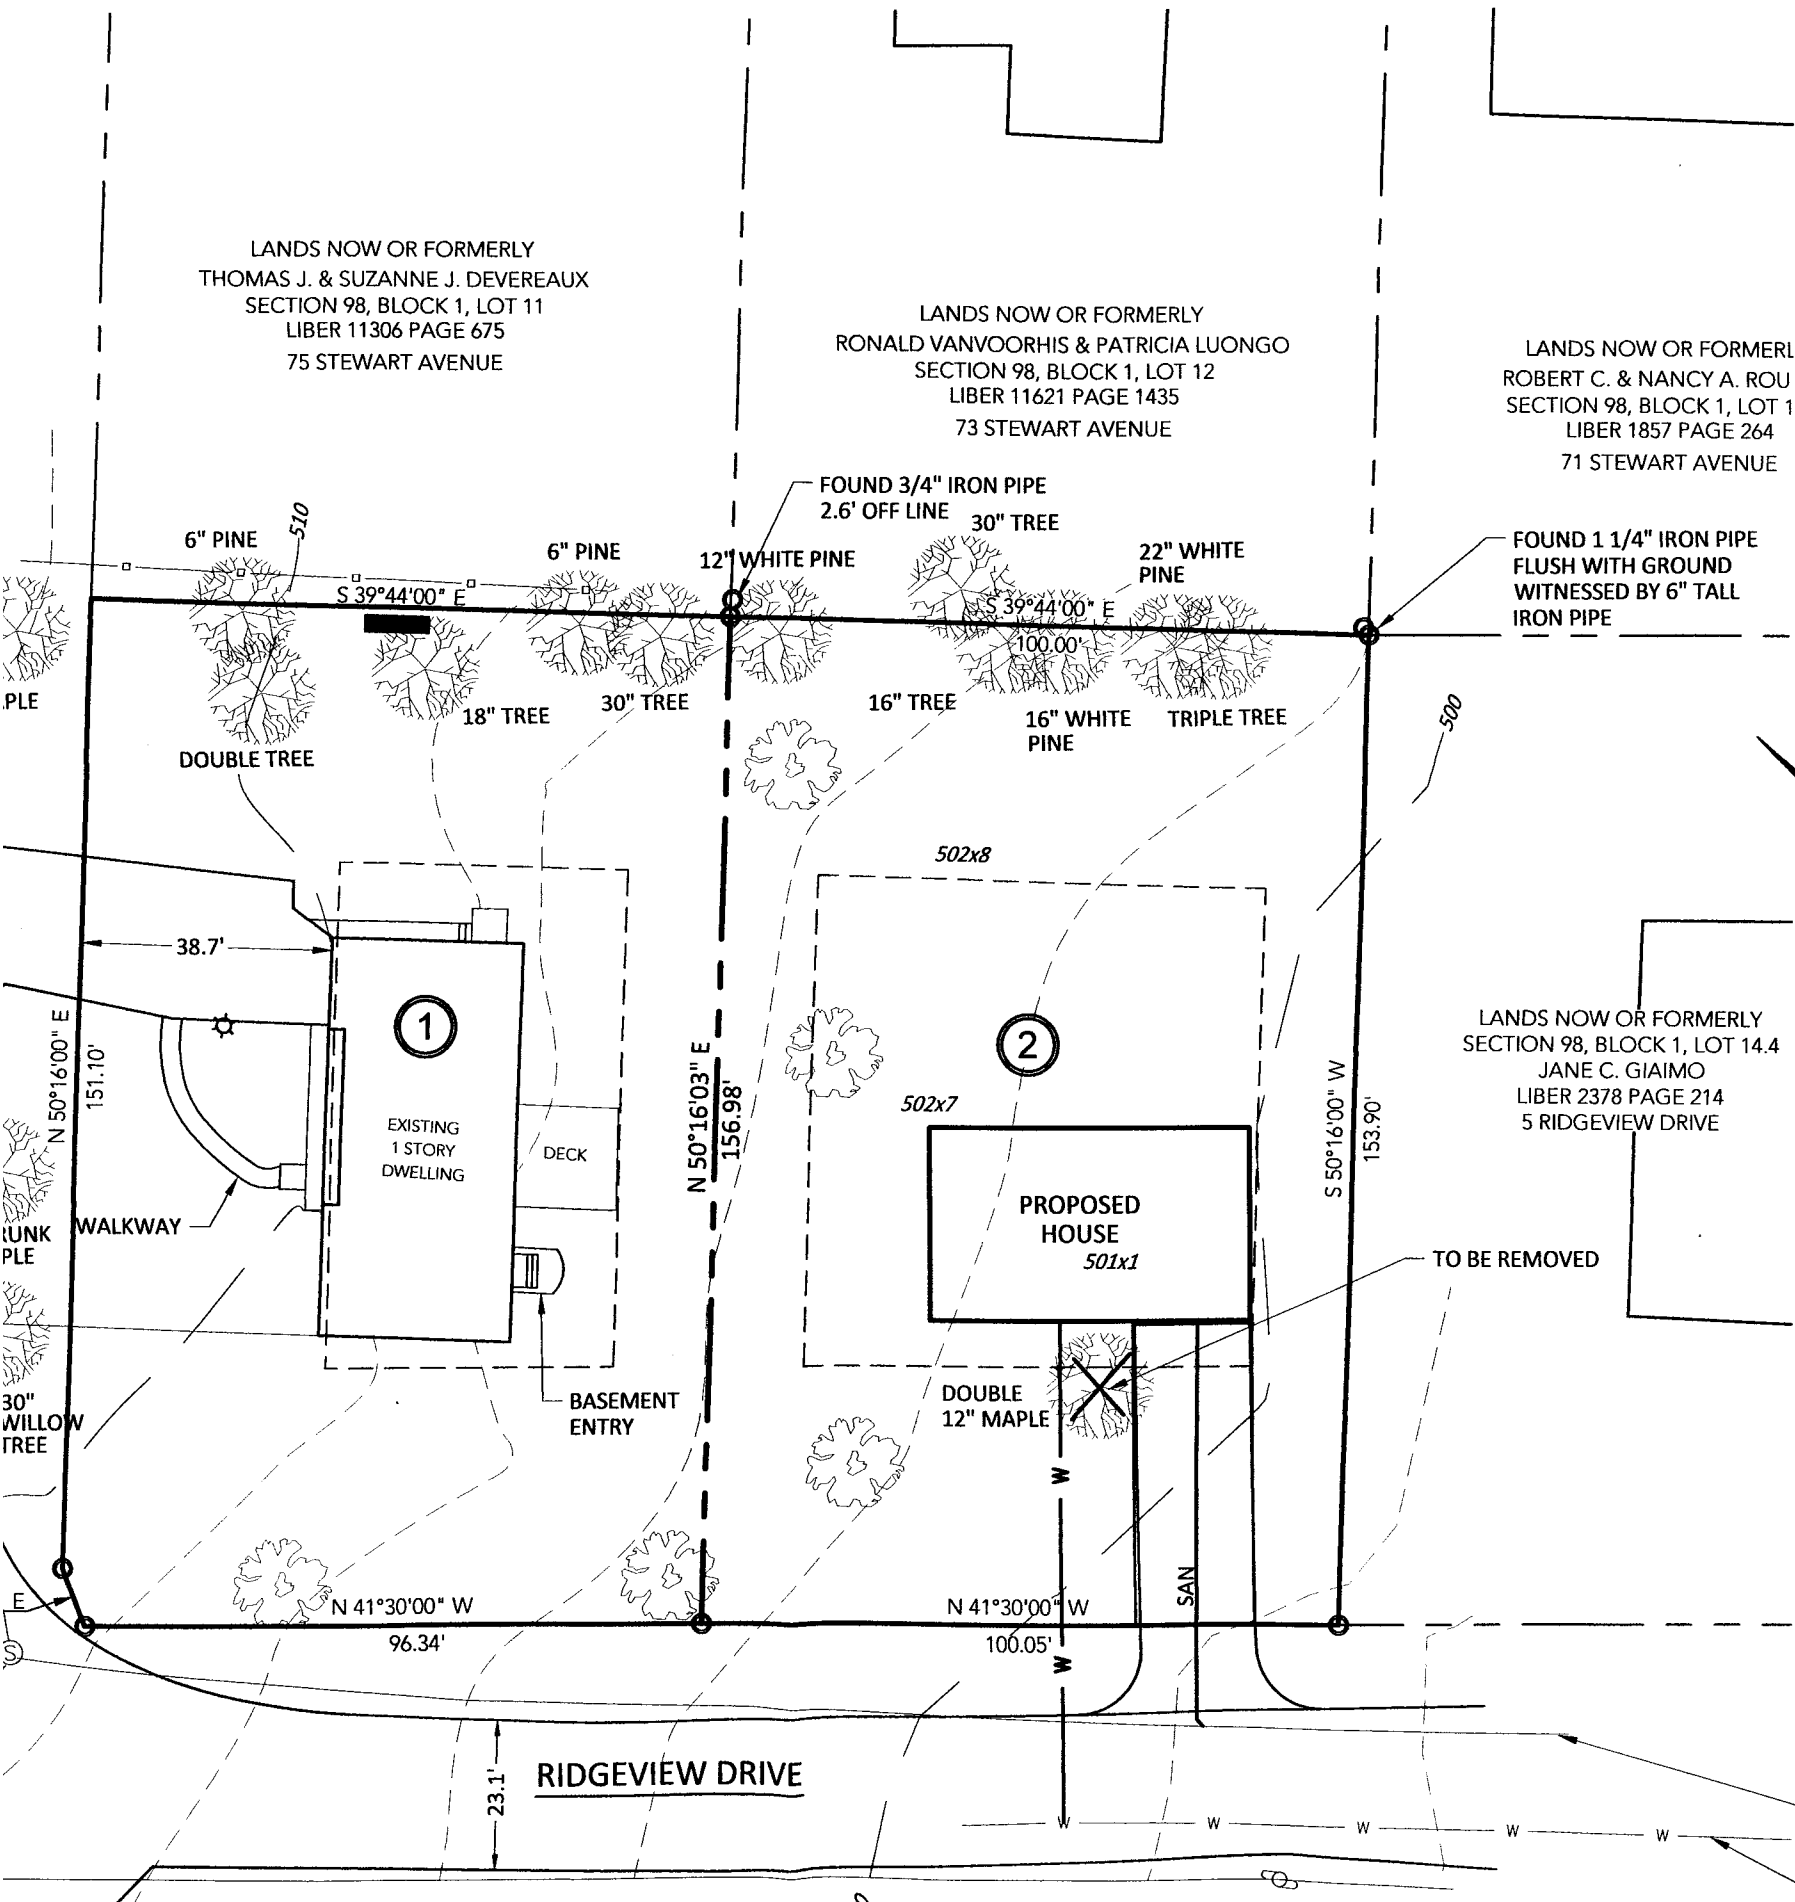 LANDS NOW OR FORMERLY
THOMAS J. & SUZANNE J. DEVEREAUX
SECTION 98, BLOCK 1, LOT 11
LIBER 11306 PAGE 675
75 STEWART AVENUE
LANDS NOW OR FORMERLY
RONALD VANVOORHIS & PATRICIA LUONGO
SECTION 98, BLOCK 1, LOT 12
LIBER 11621 PAGE 1435
73 STEWART AVENUE
LANDS NOW OR FORMERL
ROBERT C. & NANCY A. ROU
SECTION 98, BLOCK 1, LOT 1
LIBER 1857 PAGE 264
71 STEWART AVENUE
FOUND 3/4" IRON PIPE
2.6' OFF LINE
30" TREE
510
6" PINE
6" PINE
12" WHITE PINE
22" WHITE
PINE
FOUND 1 1/4" IRON PIPE
FLUSH WITH GROUND
WITNESSED BY 6" TALL
IRON PIPE
S 39°44'00" E
S 39°44'00" E
100.00'
PLE
DOUBLE TREE
18" TREE
30" TREE
16" TREE
16" WHITE
PINE
TRIPLE TREE
500
502x8
38.7'
1
2
N 50°16'00" E
151.10'
N 50°16'03" E
156.98'
S 50°16'00" W
153.90'
LANDS NOW OR FORMERLY
SECTION 98, BLOCK 1, LOT 14.4
JANE C. GIAIMO
LIBER 2378 PAGE 214
5 RIDGEVIEW DRIVE
502x7
EXISTING
1 STORY
DWELLING
DECK
PROPOSED
HOUSE
501x1
RUNK
PLE
WALKWAY
TO BE REMOVED
30"
WILLOW
TREE
BASEMENT
ENTRY
DOUBLE
12" MAPLE
W
SAN
E
S
N 41°30'00" W
96.34'
N 41°30'00" W
100.05'
W
RIDGEVIEW DRIVE
23.1'
W W W W W